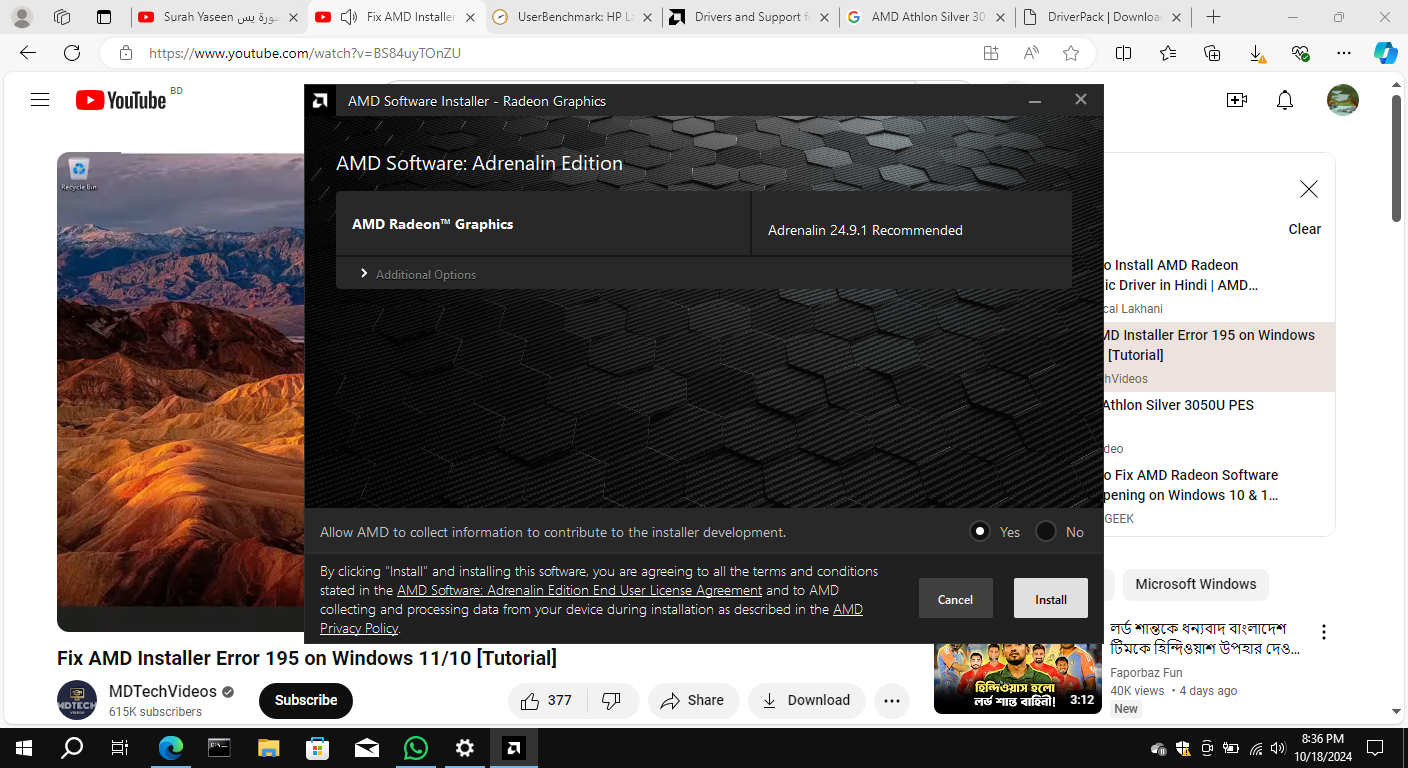 Surah Yaseen سورة يس
Fix AMD Installer
UserBenchmark: HP La
Drivers and Support f
AMD Athlon Silver 30
DriverPack | Downloa
https://www.youtube.com/watch?v=BS84uyTOnZU
YouTube BD
Recycle Bin
AMD Software Installer - Radeon Graphics
AMD Software: Adrenalin Edition
AMD Radeon™ Graphics
Adrenalin 24.9.1 Recommended
Additional Options
Allow AMD to collect information to contribute to the installer development.
Yes
No
By clicking "Install" and installing this software, you are agreeing to all the terms and conditions
stated in the AMD Software: Adrenalin Edition End User License Agreement and to AMD
collecting and processing data from your device during installation as described in the AMD
Privacy Policy.
Cancel
Install
Clear
o Install AMD Radeon
ic Driver in Hindi | AMD...
cal Lakhani
MD Installer Error 195 on Windows
[Tutorial]
hVideos
Athlon Silver 3050U PES
deo
o Fix AMD Radeon Software
pening on Windows 10 & 1...
GEEK
Microsoft Windows
লর্ড শান্তকে ধন্যবাদ বাংলাদেশ
টিমকে হিন্দিওয়াশ উপহার দেও...
Faporbaz Fun
40K views • 4 days ago
New
হিন্দিওয়াস হলো
লর্ড শান্ত বাহিনী!
3:12
Fix AMD Installer Error 195 on Windows 11/10 [Tutorial]
MDTECH
VIDEOS
MDTechVideos
615K subscribers
Subscribe
377
Share
Download
8:36 PM
10/18/2024